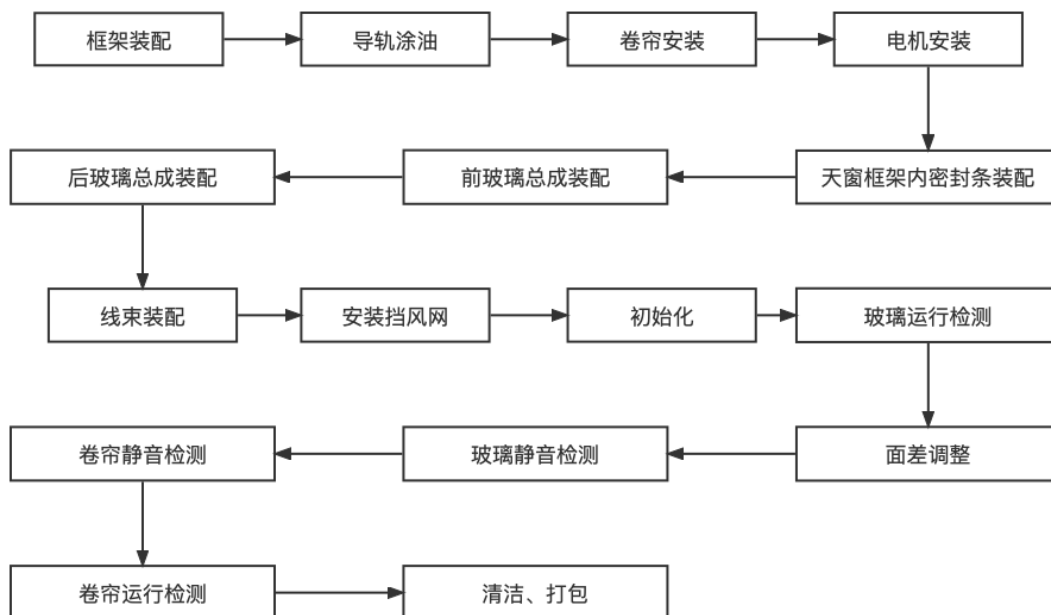 框架装配
导轨涂油
卷帘安装
电机安装
天窗框架内密封条装配
前玻璃总成装配
后玻璃总成装配
线束装配
安装挡风网
初始化
玻璃运行检测
面差调整
玻璃静音检测
卷帘静音检测
卷帘运行检测
清洁、打包